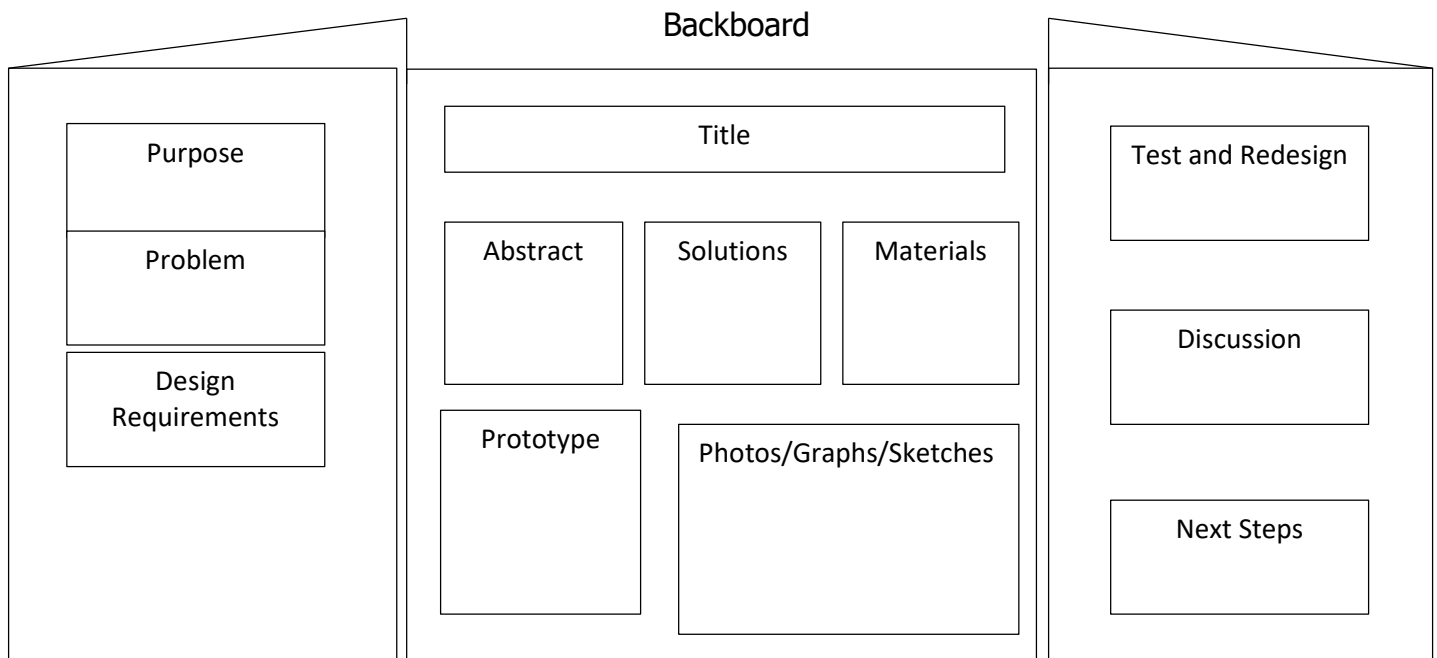 Backboard
Purpose
Problem
Design
Requirements
Title
Abstract
Solutions
Materials
Prototype
Photos/Graphs/Sketches
Test and Redesign
Discussion
Next Steps